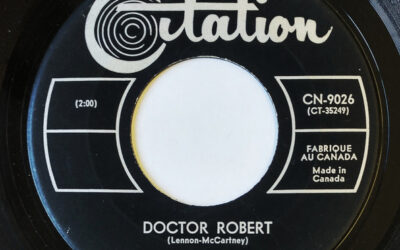 Citation
(2:00)
CN-9026
(CT-35249)
FABRIQUE
AU CANADA
Made in
Canada
DOCTOR ROBERT
(Lennon-McCartney)